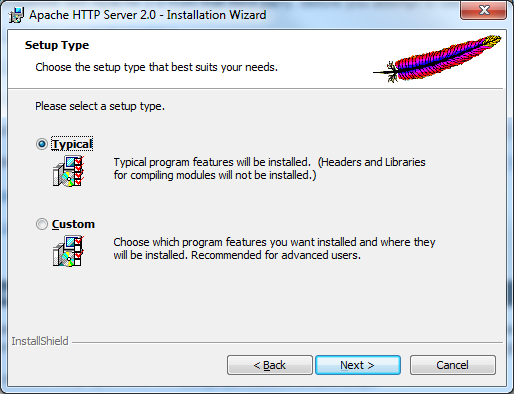 Apache HTTP Server 2.0 - Installation Wizard
Setup Type
Choose the setup type that best suits your needs.
Please select a setup type.
Typical
Typical program features will be installed. (Headers and Libraries
for compiling modules will not be installed.)
Custom
Choose which program features you want installed and where they
will be installed. Recommended for advanced users.
InstallShield
< Back
Next >
Cancel